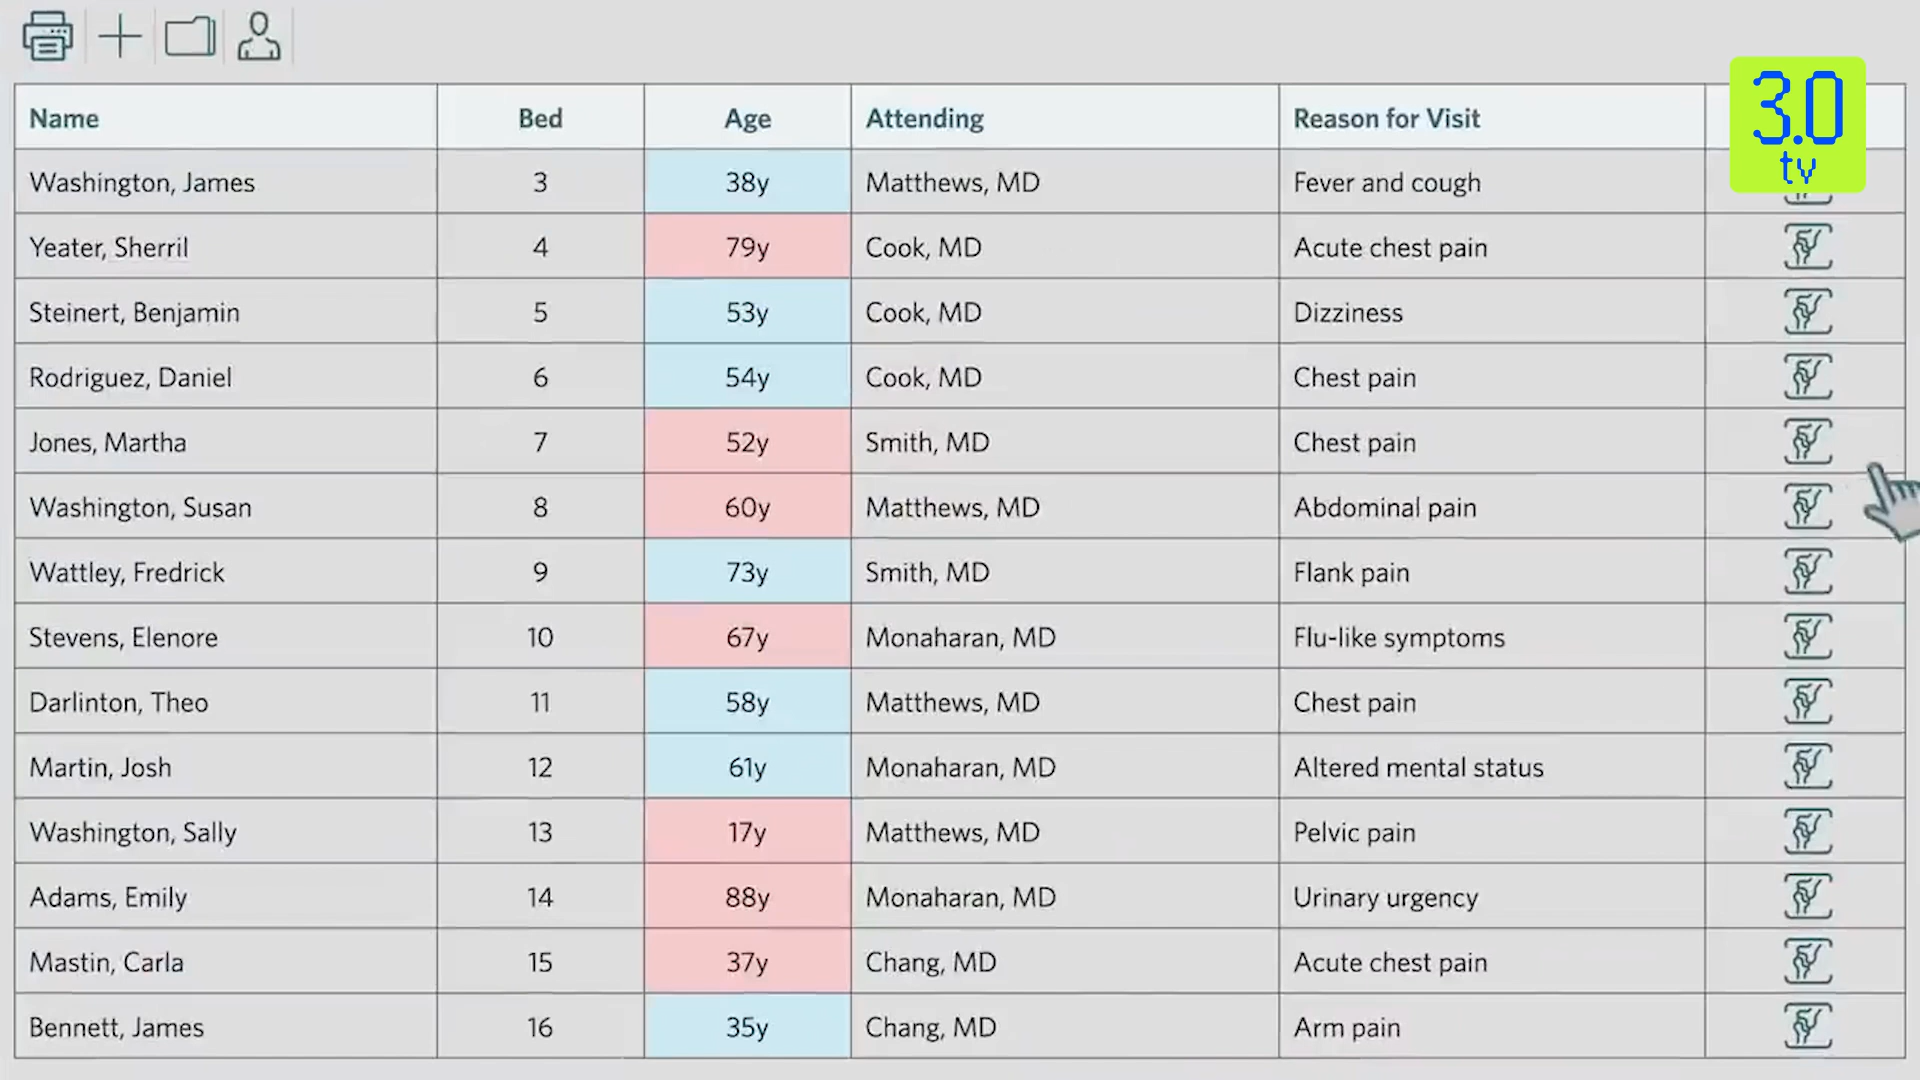 3.0
tv
Name Bed Age Attending Reason for Visit
Washington, James 3 38y Matthews, MD Fever and cough
Yeater, Sherril 4 79y Cook, MD Acute chest pain
Steinert, Benjamin 5 53y Cook, MD Dizziness
Rodriguez, Daniel 6 54y Cook, MD Chest pain
Jones, Martha 7 52y Smith, MD Chest pain
Washington, Susan 8 60y Matthews, MD Abdominal pain
Wattley, Fredrick 9 73y Smith, MD Flank pain
Stevens, Elenore 10 67y Monaharan, MD Flu-like symptoms
Darlinton, Theo 11 58y Matthews, MD Chest pain
Martin, Josh 12 61y Monaharan, MD Altered mental status
Washington, Sally 13 17y Matthews, MD Pelvic pain
Adams, Emily 14 88y Monaharan, MD Urinary urgency
Mastin, Carla 15 37y Chang, MD Acute chest pain
Bennett, James 16 35y Chang, MD Arm pain